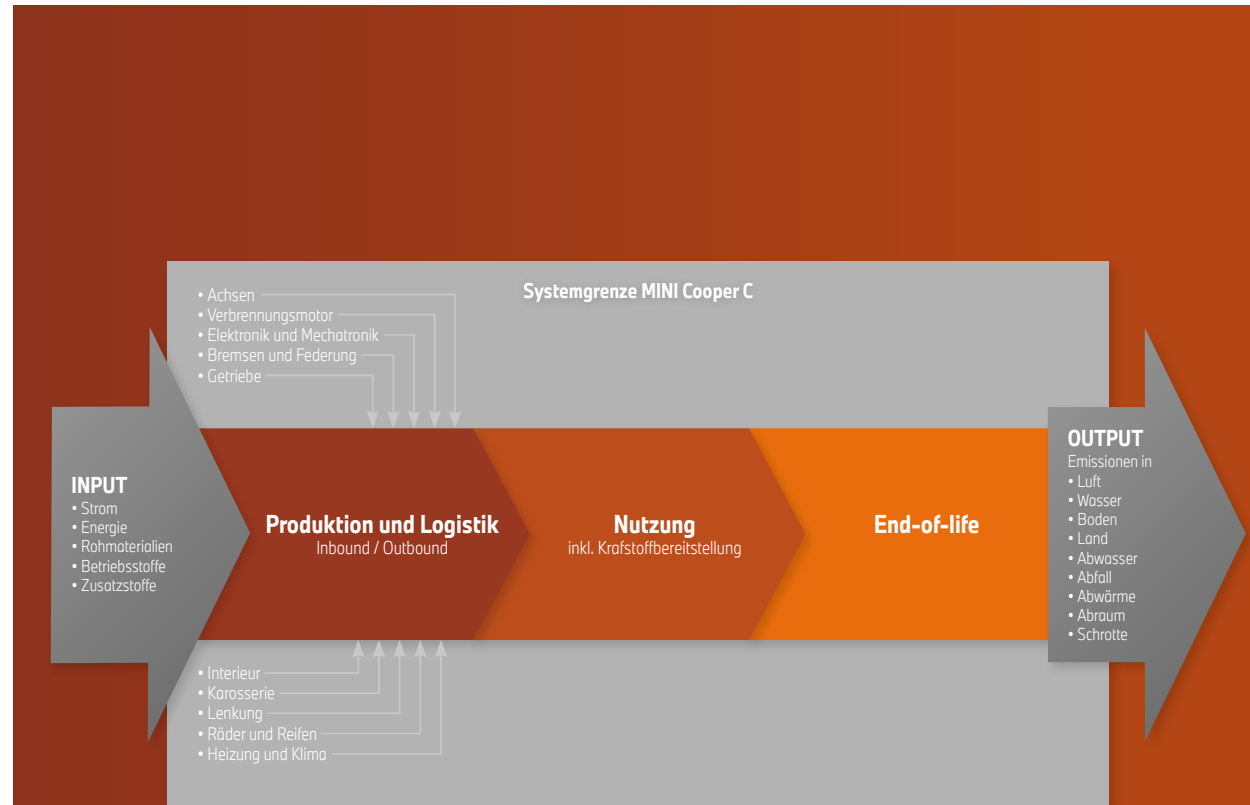 Systemgrenze MINI Cooper C
• Achsen
• Verbrennungsmotor
• Elektronik und Mechatronik
• Bremsen und Federung
• Getriebe
INPUT
• Strom
• Energie
• Rohmaterialien
• Betriebsstoffe
• Zusatzstoffe
Produktion und Logistik
Inbound / Outbound
Nutzung
inkl. Krafstoffbereitstellung
End-of-life
OUTPUT
Emissionen in
• Luft
• Wasser
• Boden
• Land
• Abwasser
• Abfall
• Abwärme
• Abraum
• Schrotte
• Interieur
• Karosserie
• Lenkung
• Räder und Reifen
• Heizung und Klima